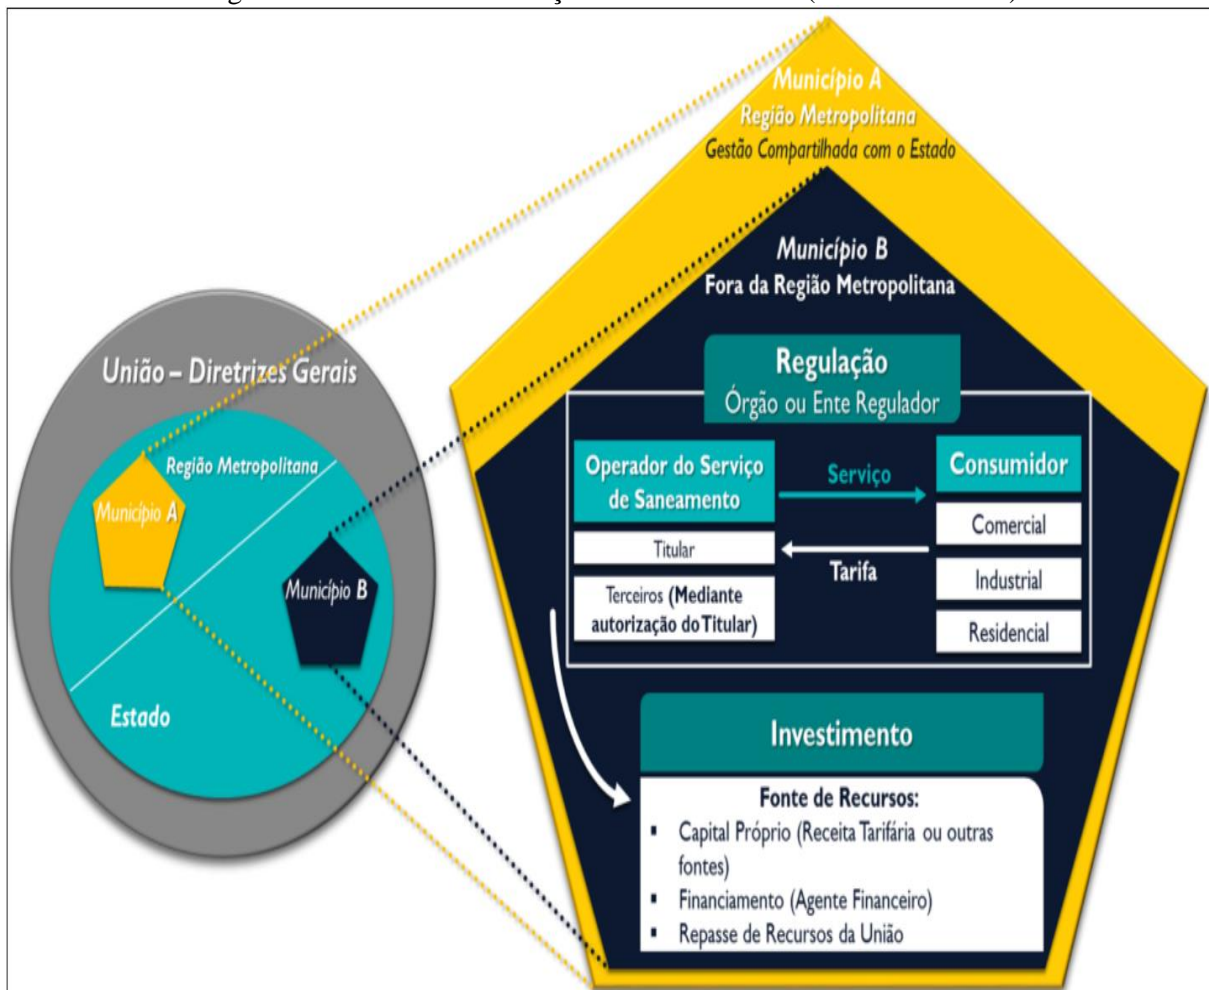 União – Diretrizes Gerais
Região Metropolitana
Município A
Município B
Estado
Município A
Região Metropolitana
Gestão Compartilhada com o Estado
Município B
Fora da Região Metropolitana
Regulação
Órgão ou Ente Regulador
Operador do Serviço
de Saneamento
Titular
Terceiros (Mediante
autorização do Titular)
Serviço
Tarifa
Consumidor
Comercial
Industrial
Residencial
Investimento
Fonte de Recursos:
▪ Capital Próprio (Receita Tarifária ou outras
fontes)
▪ Financiamento (Agente Financeiro)
▪ Repasse de Recursos da União